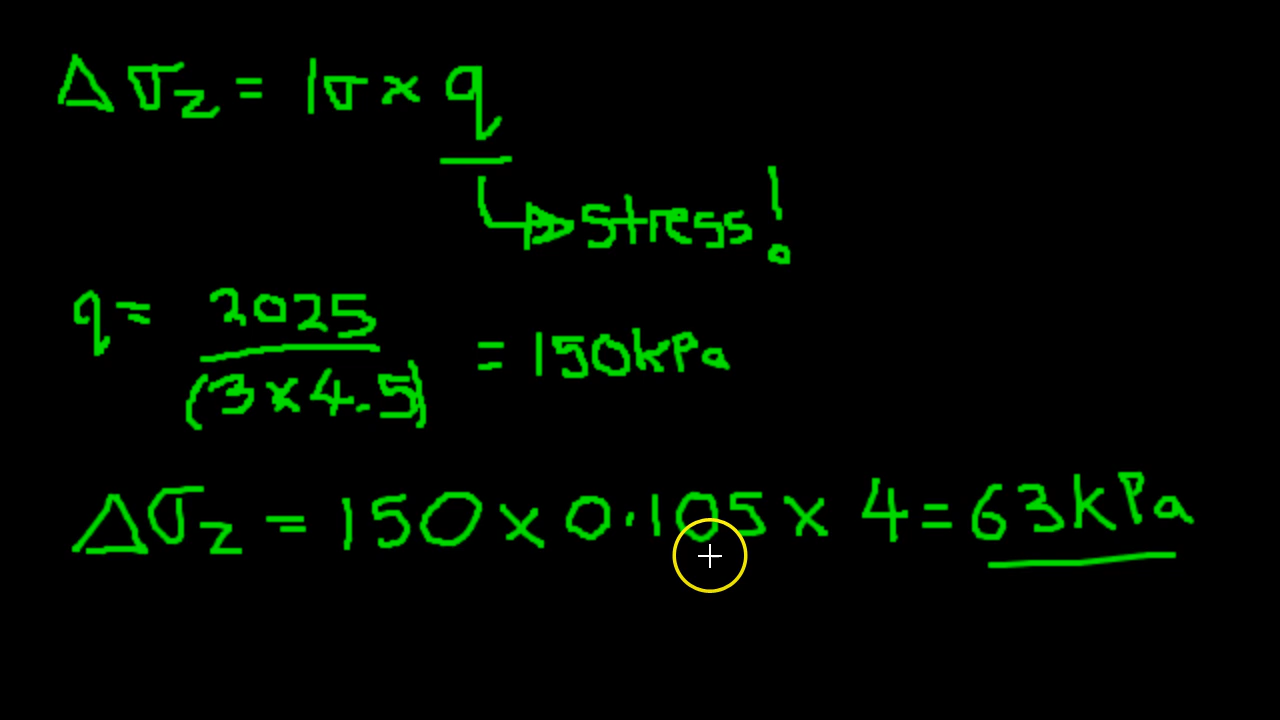 Δσz = Iσ × q
stress!
q = 2025 / (3×4.5) = 150kPa
Δσz = 150 × 0.105 × 4 = 63kPa